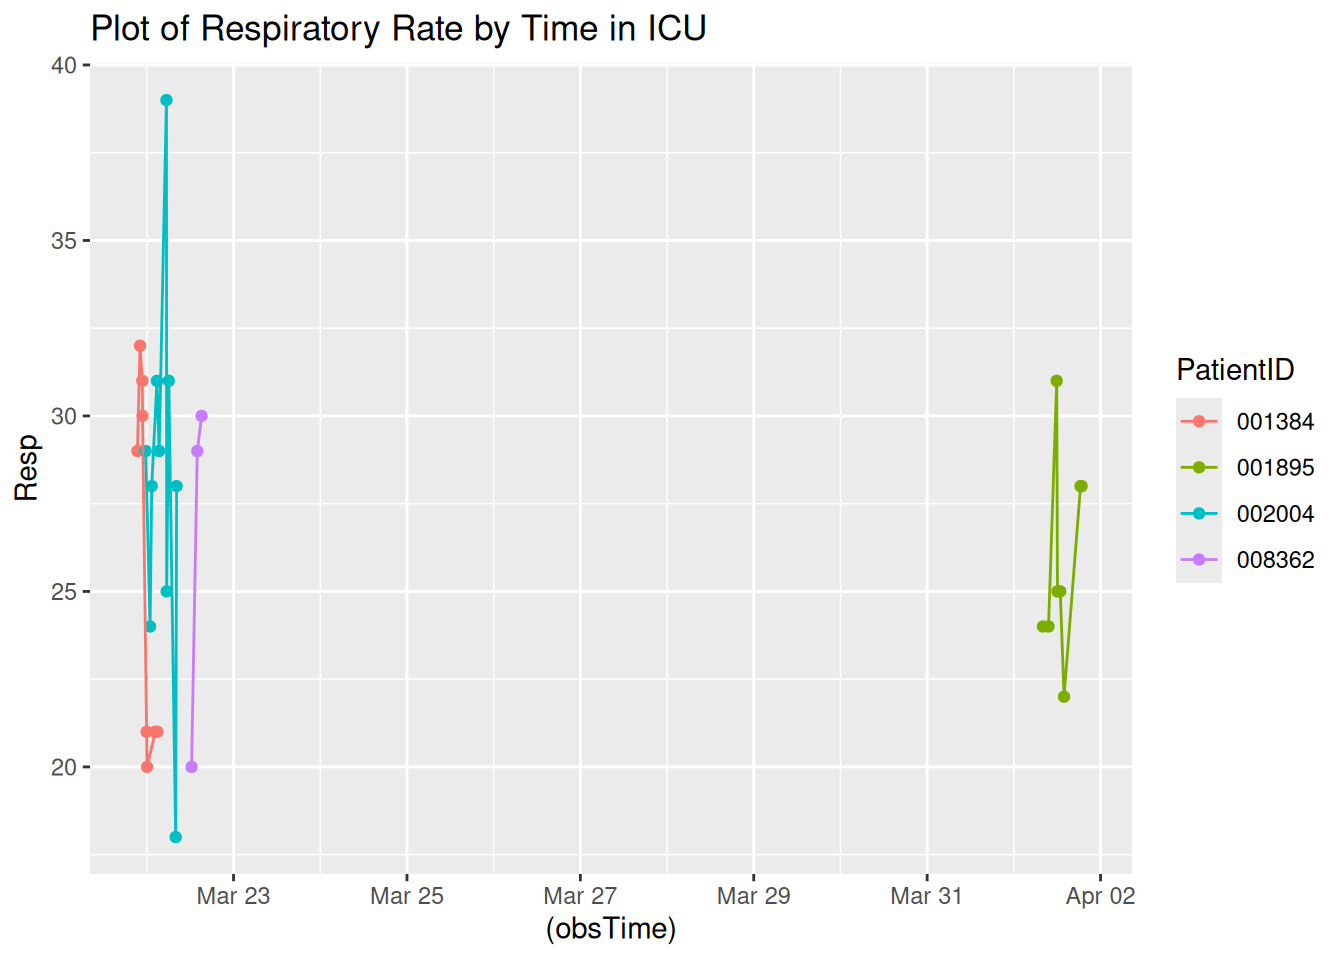 Plot of Respiratory Rate by Time in ICU
40
35
30
25
20
Resp
Mar 23 Mar 25 Mar 27 Mar 29 Mar 31 Apr 02
(obsTime)
PatientID
001384
001895
002004
008362